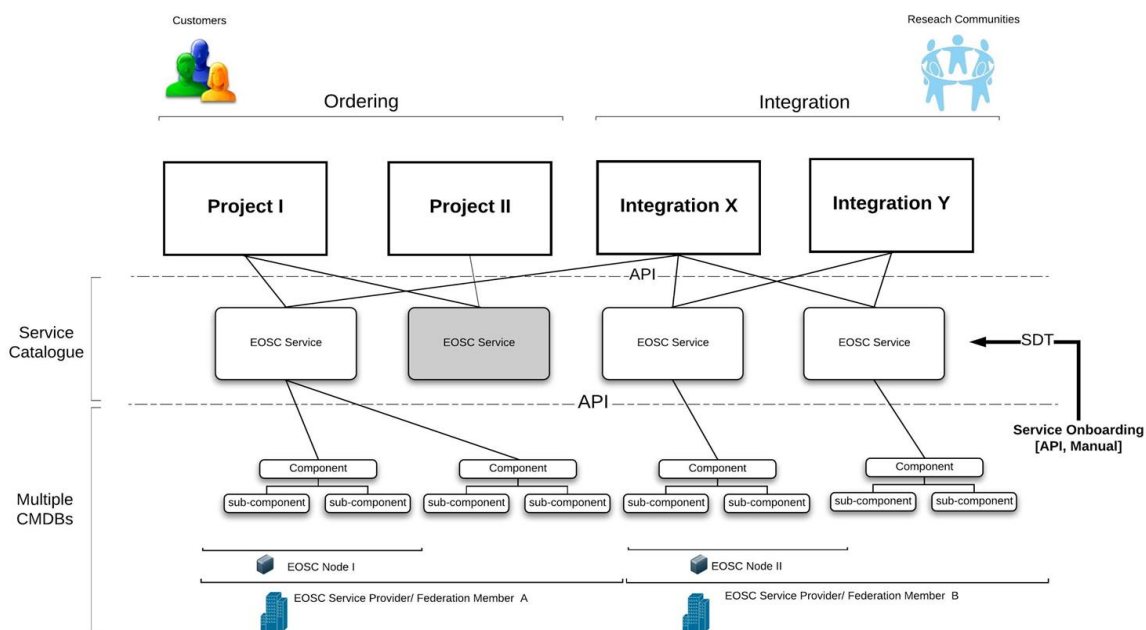 Customers
Reseach Communities
Ordering
Integration
Project I
Project II
Integration X
Integration Y
API
Service
Catalogue
EOSC Service
EOSC Service
EOSC Service
EOSC Service
SDT
API
Service Onboarding
[API, Manual]
Multiple
CMDBs
Component
Component
Component
Component
sub-component
sub-component
sub-component
sub-component
sub-component
sub-component
sub-component
sub-component
EOSC Node I
EOSC Node II
EOSC Service Provider/ Federation Member A
EOSC Service Provider/ Federation Member B